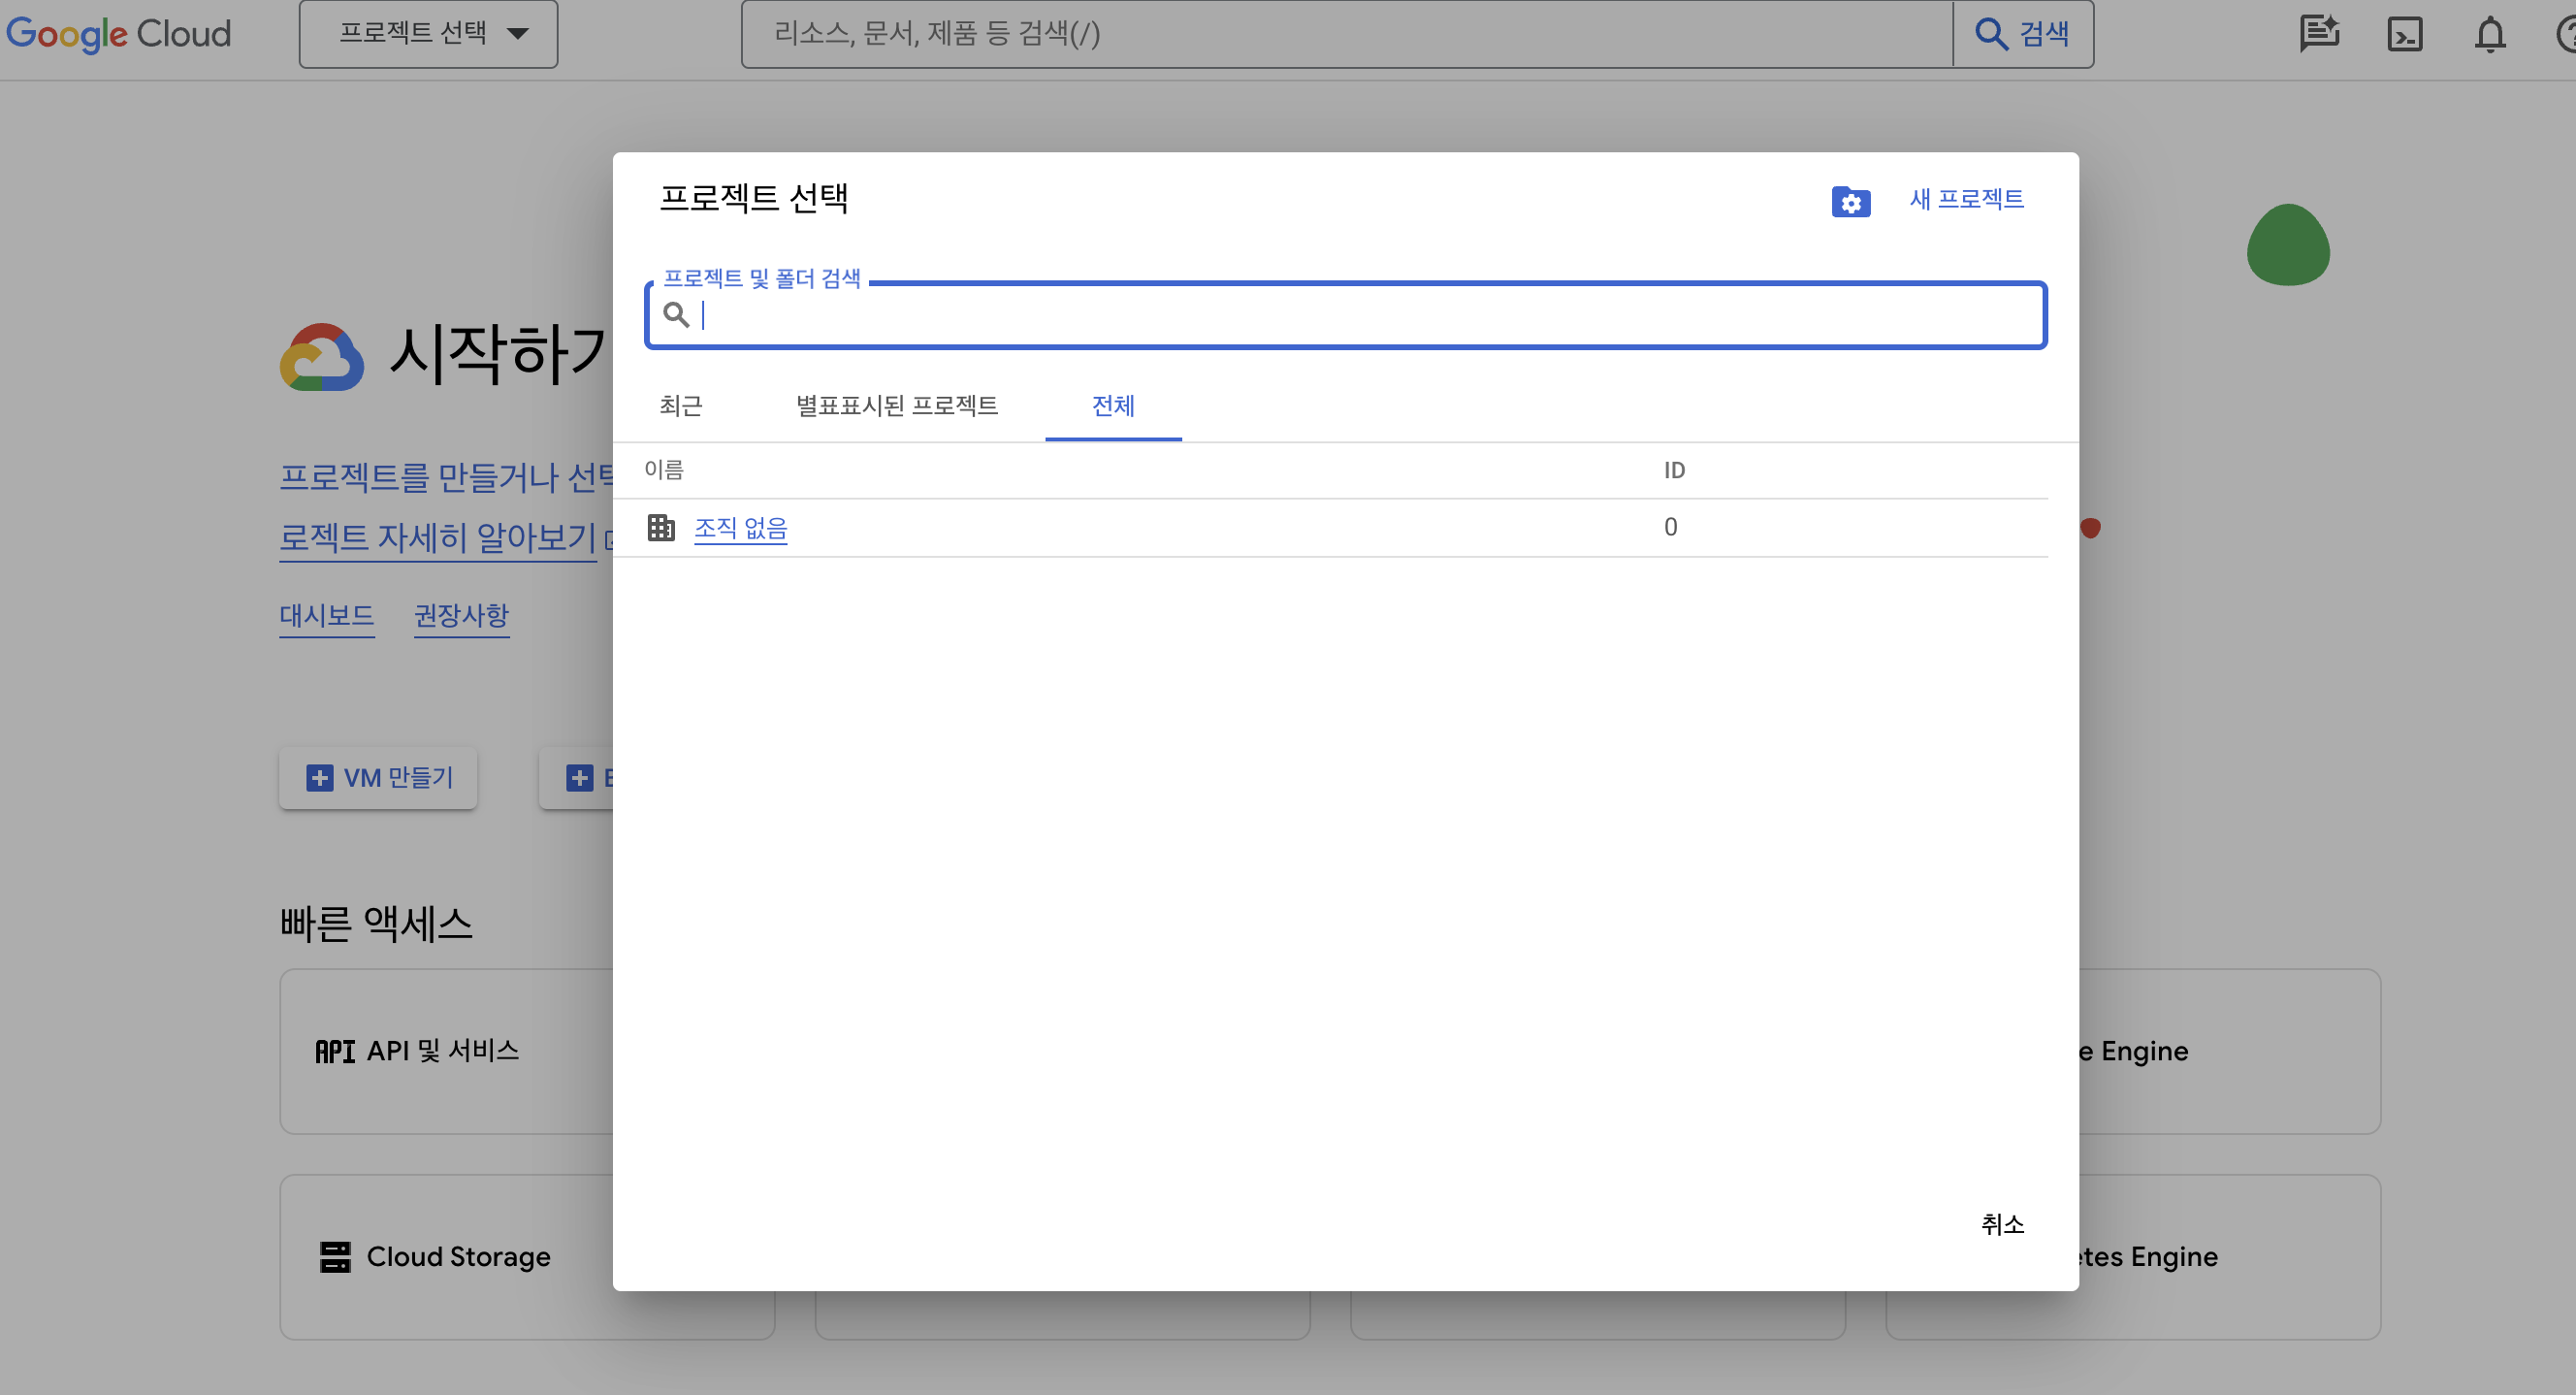 Google Cloud
프로젝트 선택
리소스, 문서, 제품 등 검색(/)
검색
프로젝트 선택
새 프로젝트
프로젝트 및 폴더 검색
시작하기
최근
별표표시된 프로젝트
전체
프로젝트를 만들거나 선택
이름
ID
로젝트 자세히 알아보기
조직 없음
0
대시보드
권장사항
VM 만들기
빠른 액세스
API API 및 서비스
e Engine
Cloud Storage
etes Engine
취소